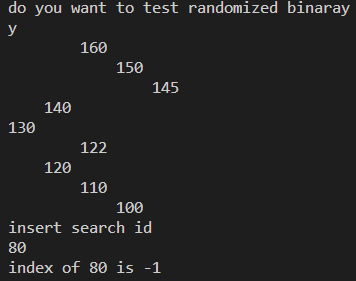 do you want to test randomized binaray
y
160
150
145
140
130
122
120
110
100
insert search id
80
index of 80 is -1